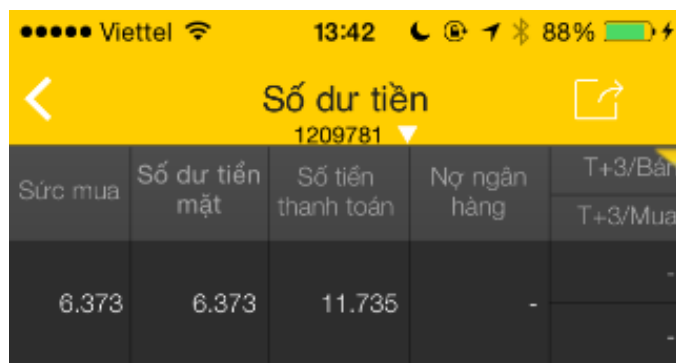 Viettel 13:42 88%
Số dư tiền
1209781
Sức mua
Số dư tiền
mặt
Số tiền
thanh toán
Nợ ngân
hàng
T+3/Bán
T+3/Mua
6.373 6.373 11.735 - -
-